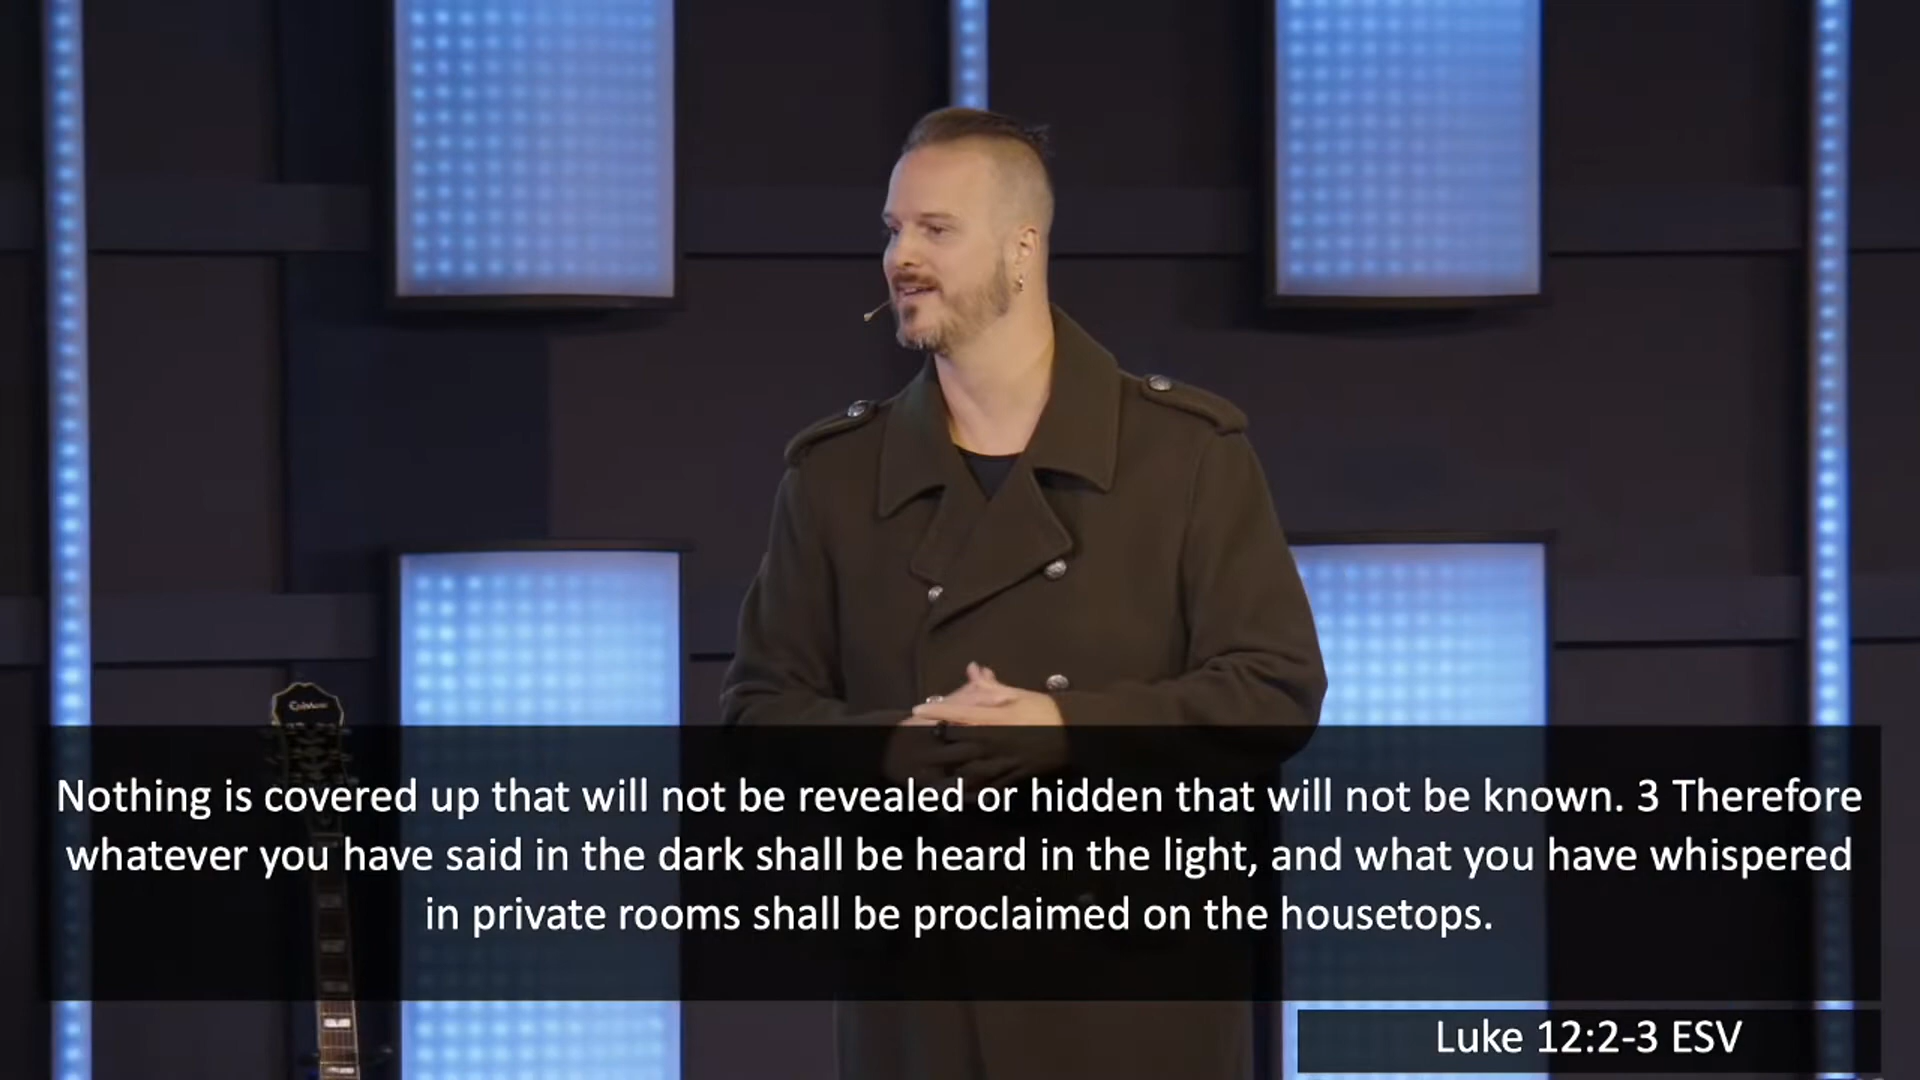 Epiphone
Nothing is covered up that will not be revealed or hidden that will not be known. 3 Therefore
whatever you have said in the dark shall be heard in the light, and what you have whispered
in private rooms shall be proclaimed on the housetops.
Luke 12:2-3 ESV